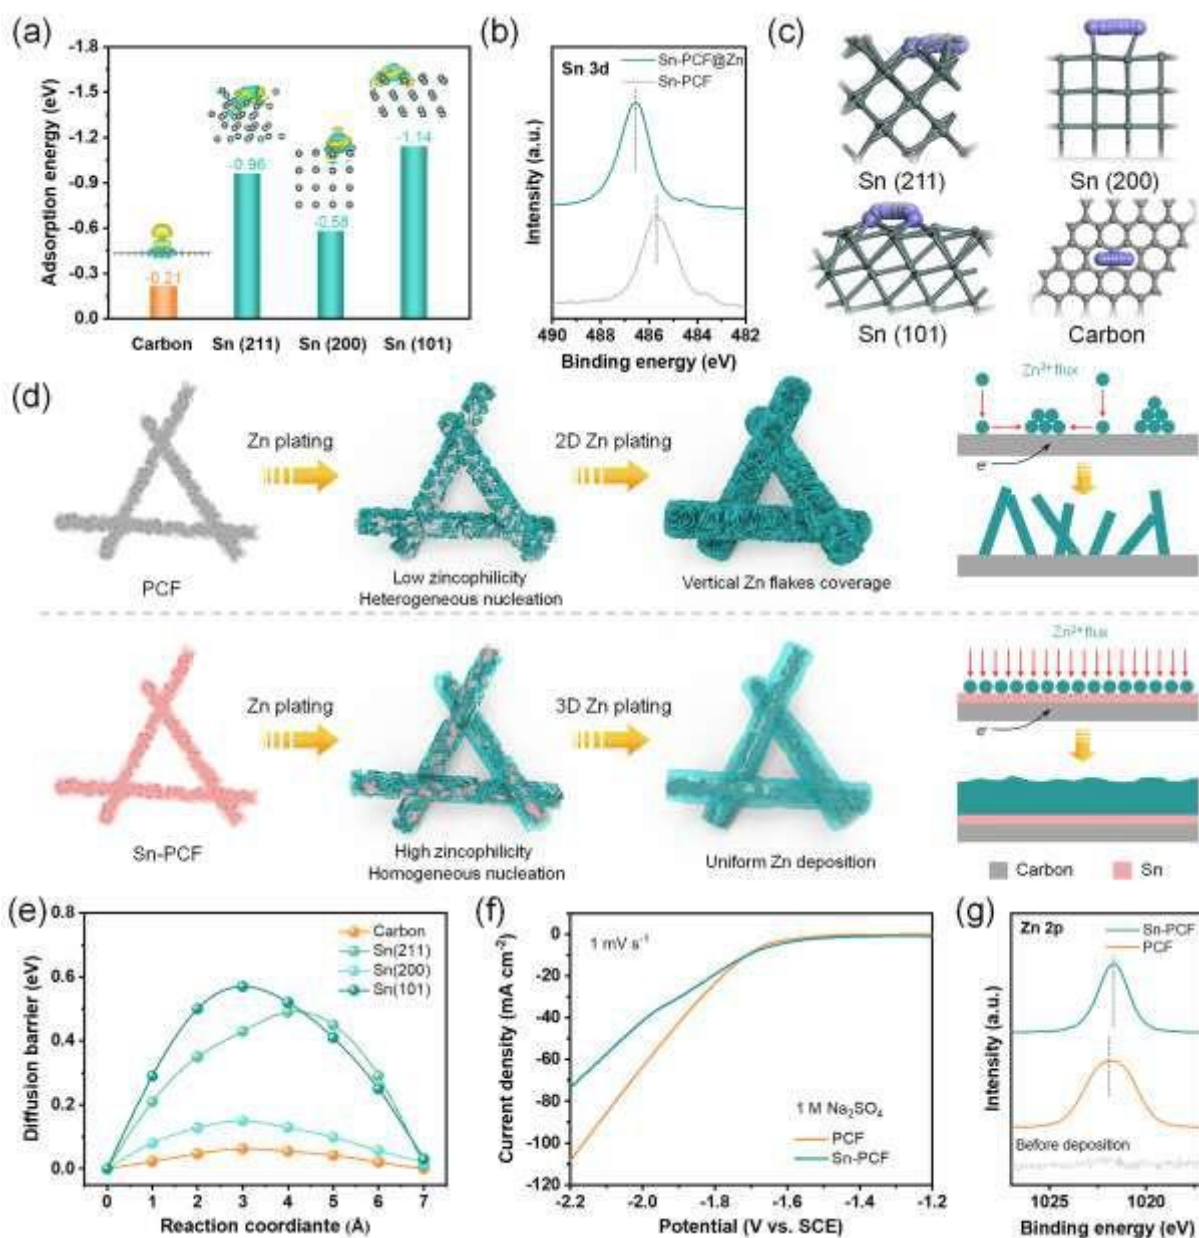 (a)
-1.8
-1.5
-1.2
-0.9
-0.6
-0.3
0.0
Adsorption energy (eV)
-0.21
-0.96
-0.58
-1.14
Carbon
Sn (211)
Sn (200)
Sn (101)
(b)
Sn 3d
Sn-PCF@Zn
Sn-PCF
Intensity (a.u.)
490 488 486 484 482
Binding energy (eV)
(c)
Sn (211)
Sn (200)
Sn (101)
Carbon
(d)
PCF
Zn plating
Low zincophilicity
Heterogeneous nucleation
2D Zn plating
Vertical Zn flakes coverage
Zn²⁺flux
e⁻
Sn-PCF
Zn plating
High zincophilicity
Homogeneous nucleation
3D Zn plating
Uniform Zn deposition
Zn²⁺flux
e⁻
Carbon
Sn
(e)
0.8
0.6
0.4
0.2
0.0
Diffusion barrier (eV)
Carbon
Sn(211)
Sn(200)
Sn(101)
0 1 2 3 4 5 6 7
Reaction coordiante (Å)
(f)
1 mV s⁻¹
0
-20
-40
-60
-80
-100
-120
Current density (mA cm⁻²)
1 M Na₂SO₄
PCF
Sn-PCF
-2.2 -2.0 -1.8 -1.6 -1.4 -1.2
Potential (V vs. SCE)
(g)
Zn 2p
Sn-PCF
PCF
Intensity (a.u.)
Before deposition
1025 1020
Binding energy (eV)